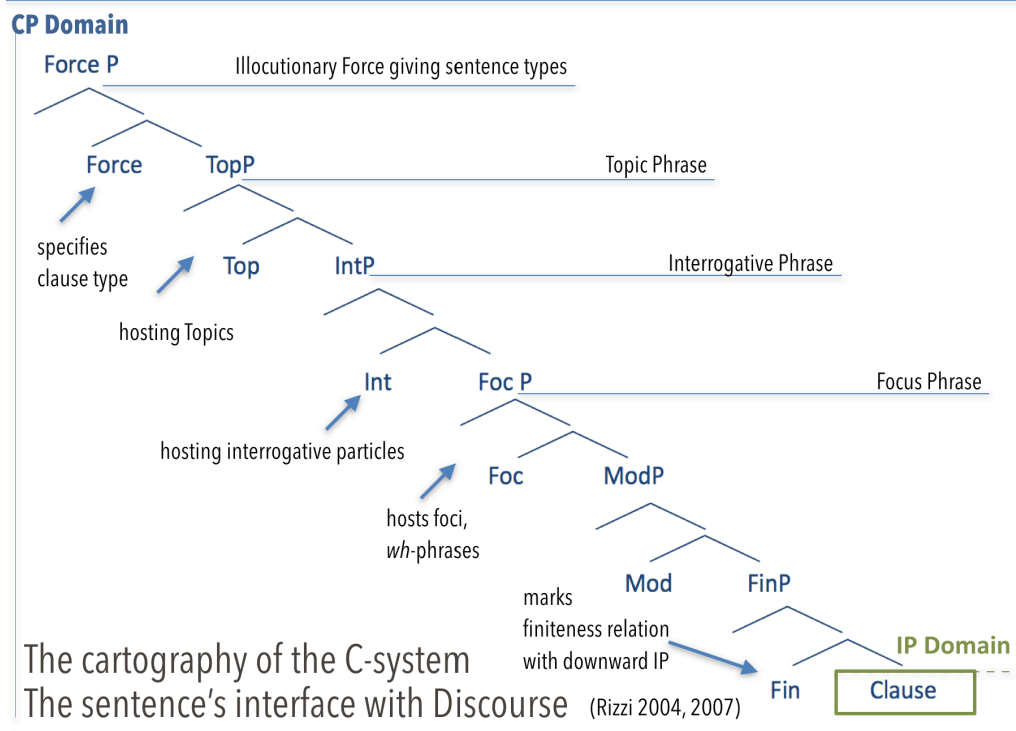 CP Domain
Force P
Illocutionary Force giving sentence types
Force
TopP
Topic Phrase
specifies
clause type
Top
IntP
Interrogative Phrase
hosting Topics
Int
Foc P
Focus Phrase
hosting interrogative particles
Foc
ModP
hosts foci,
wh-phrases
Mod
FinP
marks
finiteness relation
with downward IP
IP Domain
Fin
Clause
The cartography of the C-system
The sentence's interface with Discourse
(Rizzi 2004, 2007)